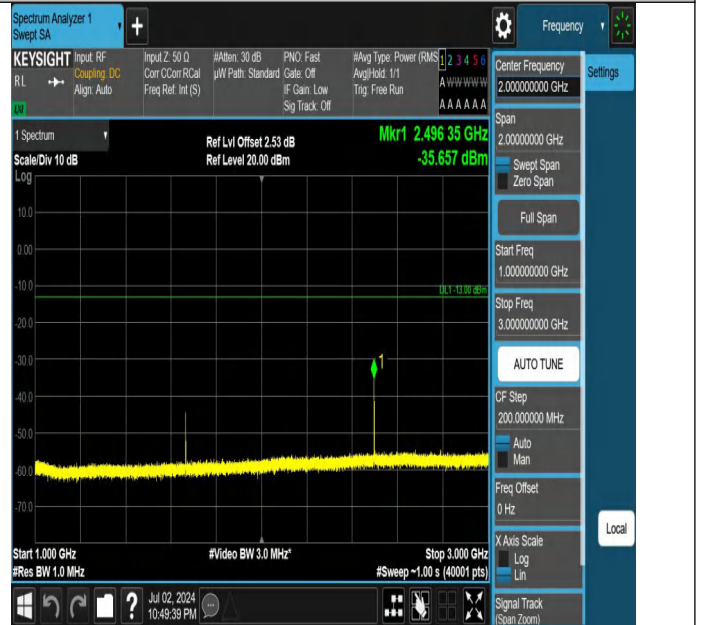 Spectrum Analyzer 1
Swept SA
+
Frequency
KEYSIGHT
RL
LXI
Input: RF
Coupling: DC
Align: Auto
Input Z: 50 Ω
Corr CCorr RCal
Freq Ref: Int (S)
#Atten: 30 dB
µW Path: Standard
PNO: Fast
Gate: Off
IF Gain: Low
Sig Track: Off
#Avg Type: Power (RMS
Avg|Hold: 1/1
Trig: Free Run
1 2 3 4 5 6
A W W W W W
A A A A A A
1 Spectrum
Scale/Div 10 dB
Log
Ref Lvl Offset 2.53 dB
Ref Level 20.00 dBm
Mkr1 2.496 35 GHz
-35.657 dBm
10.0
0.00
-10.0
DL1 -13.00 dBm
-20.0
-30.0
1
-40.0
-50.0
-60.0
-70.0
Start 1.000 GHz
#Res BW 1.0 MHz
#Video BW 3.0 MHz*
Stop 3.000 GHz
#Sweep ~1.00 s (40001 pts)
Center Frequency
2.000000000 GHz
Settings
Span
2.00000000 GHz
Swept Span
Zero Span
Full Span
Start Freq
1.000000000 GHz
Stop Freq
3.000000000 GHz
AUTO TUNE
CF Step
200.000000 MHz
Auto
Man
Freq Offset
0 Hz
X Axis Scale
Log
Lin
Local
Signal Track
(Span Zoom)
?
Jul 02, 2024
10:49:39 PM